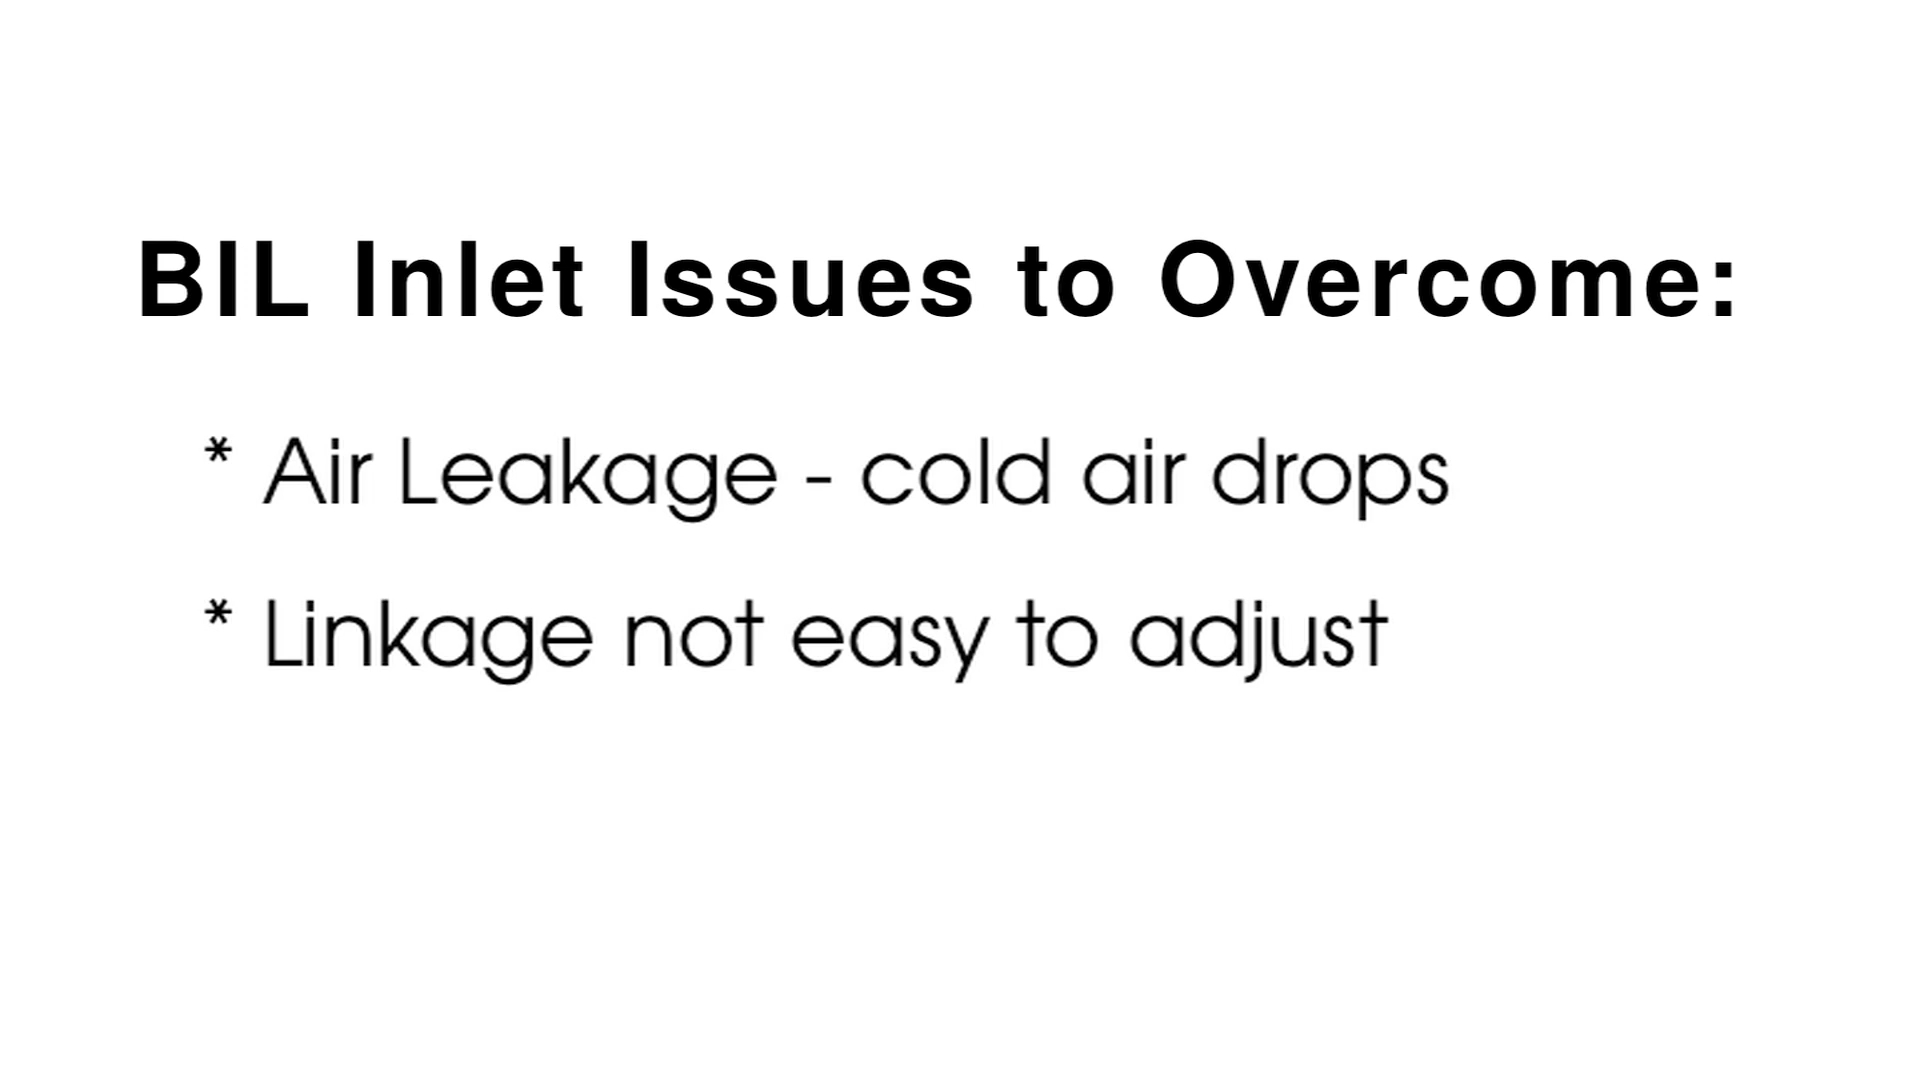 BIL Inlet Issues to Overcome:
* Air Leakage - cold air drops
* Linkage not easy to adjust